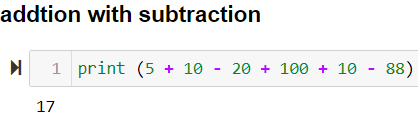 addtion with subtraction
1 print (5 + 10 - 20 + 100 + 10 - 88)
17